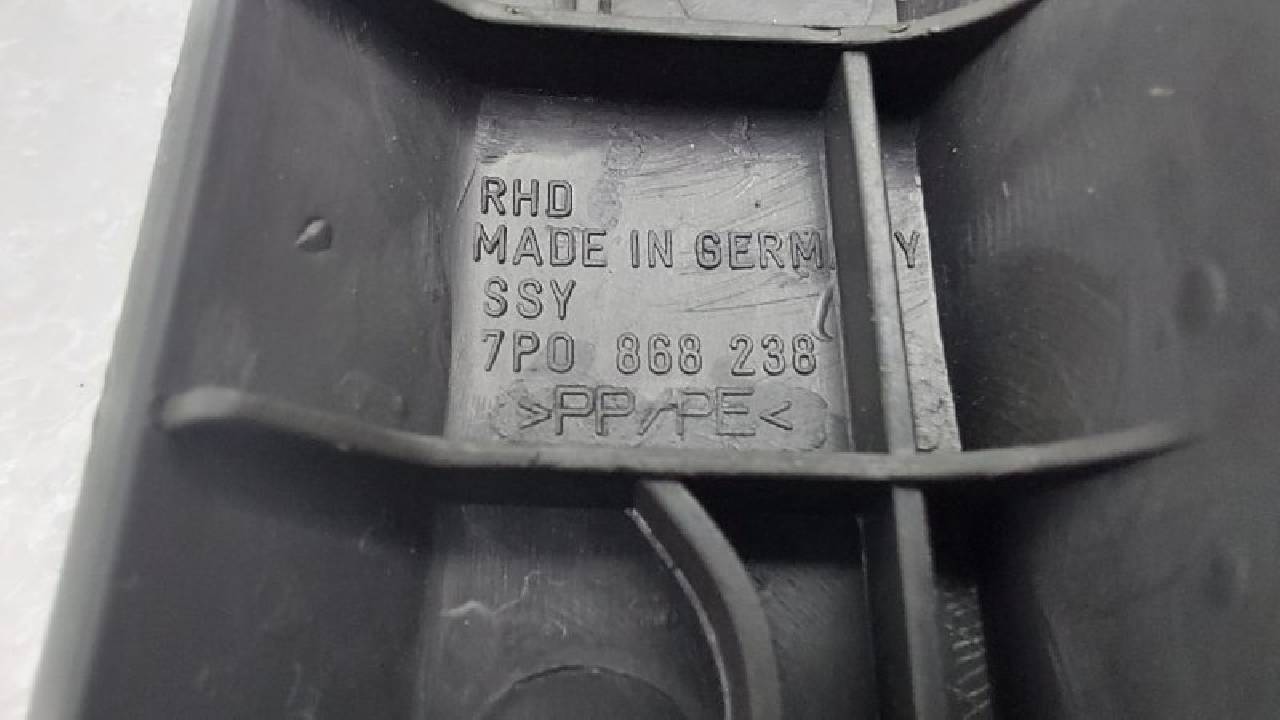 RHD
MADE IN GERMANY
SSY
7P0 868 238
>PP/PE<